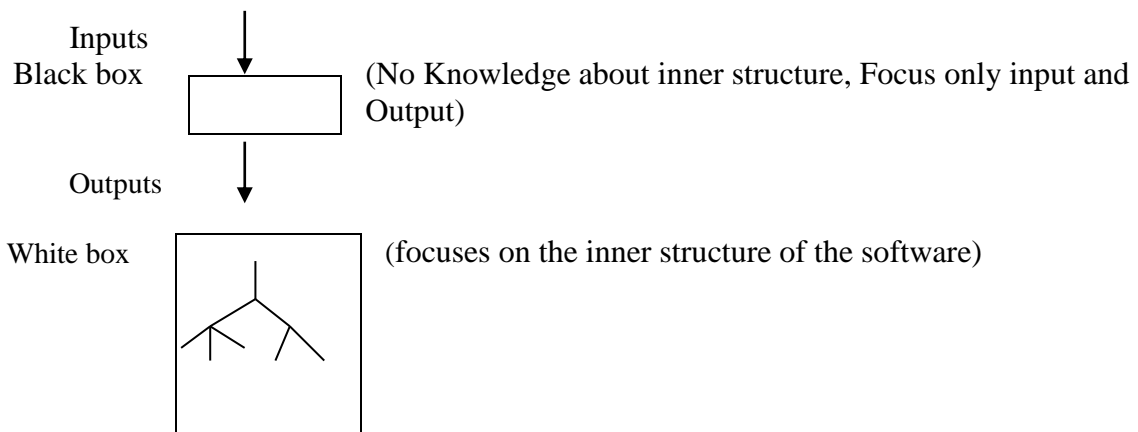 Inputs
Black box (No Knowledge about inner structure, Focus only input and
Output)
Outputs
White box (focuses on the inner structure of the software)